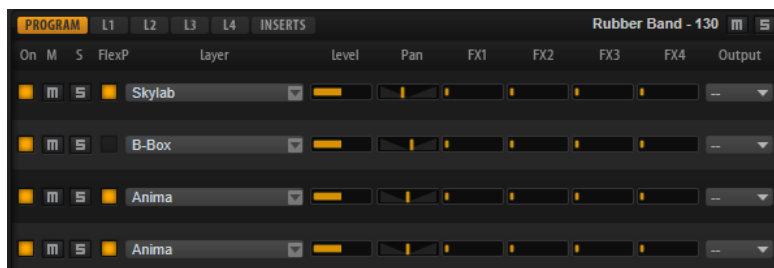 PROGRAM L1 L2 L3 L4 INSERTS Rubber Band - 130 m S
On M S FlexP Layer Level Pan FX1 FX2 FX3 FX4 Output
m S Skylab --
m S B-Box --
m S Anima --
m S Anima --